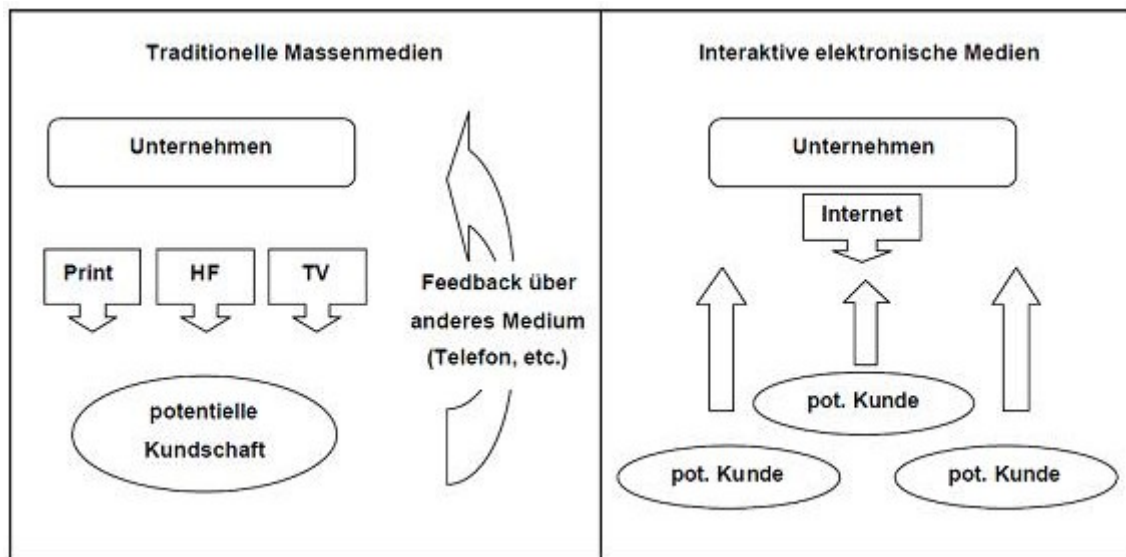 Traditionelle Massenmedien
Unternehmen
Print
HF
TV
Feedback über
anderes Medium
(Telefon, etc.)
potentielle
Kundschaft
Interaktive elektronische Medien
Unternehmen
Internet
pot. Kunde
pot. Kunde
pot. Kunde